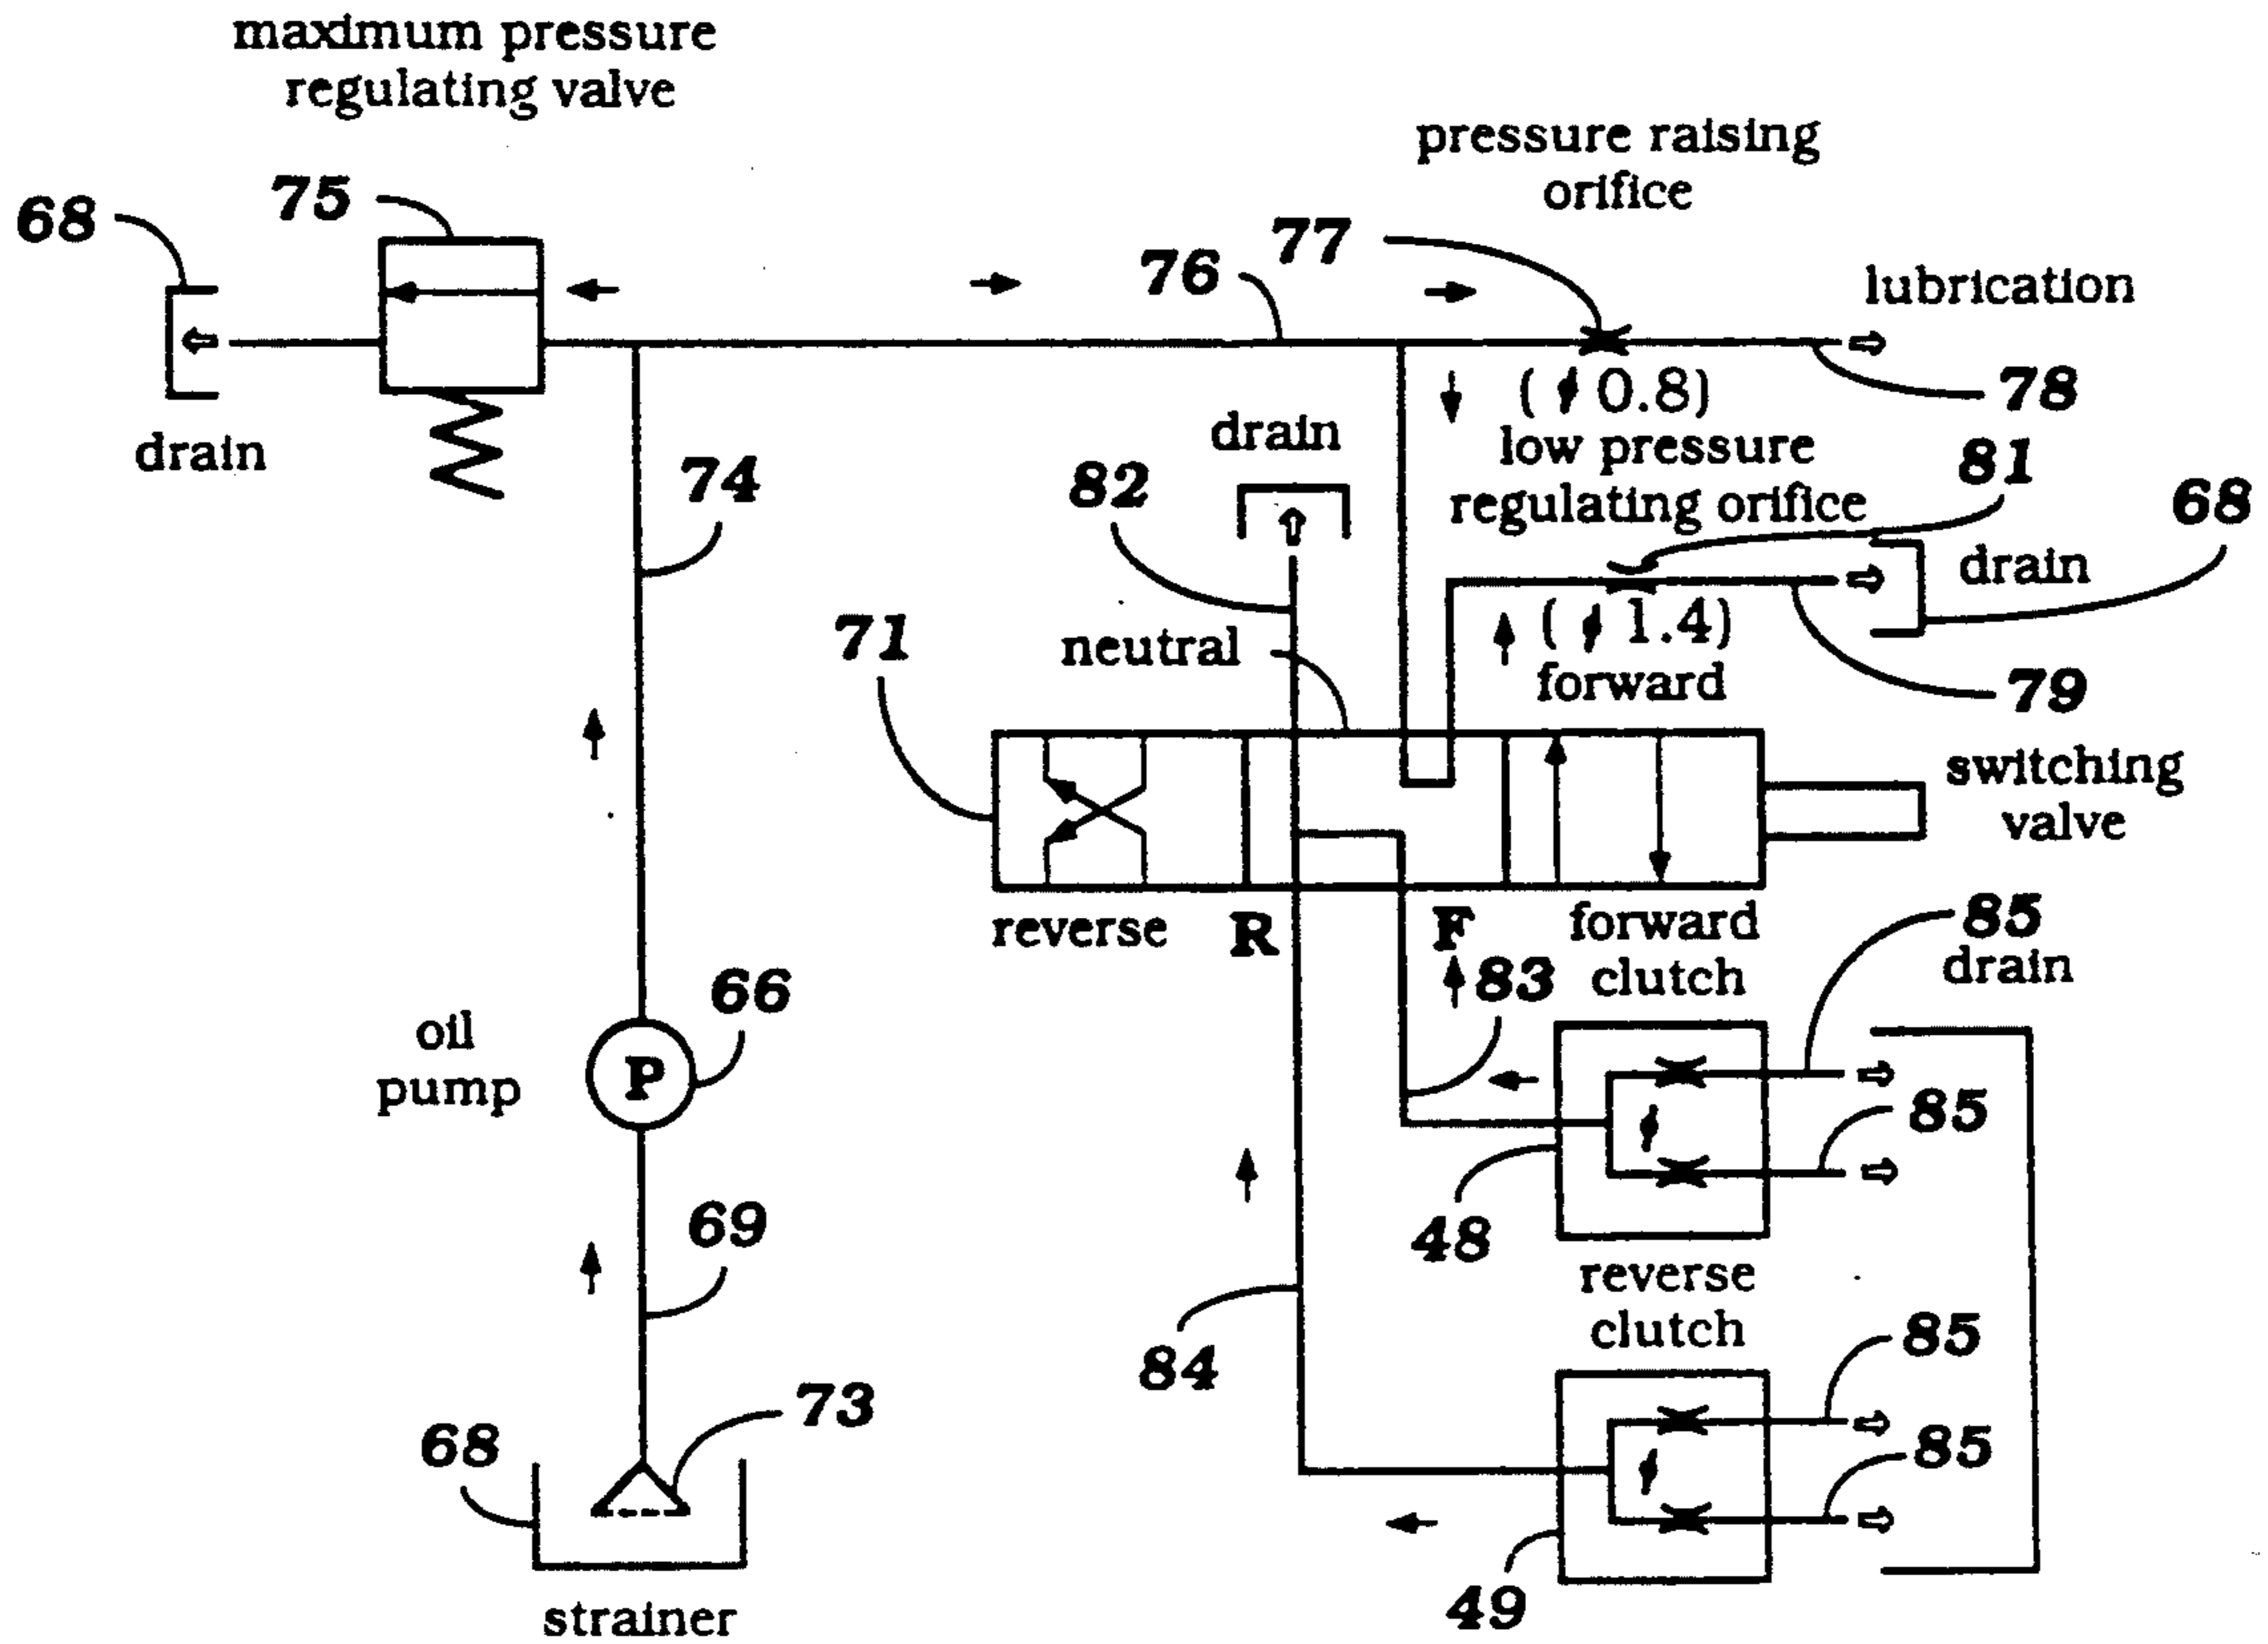 maximum pressure
regulating valve
pressure raising
orifice
68
75
76
77
lubrication
drain
78
(ϕ 0.8)
low pressure
regulating orifice
81
68
drain
74
82
drain
71
neutral
(ϕ 1.4)
forward
79
switching
valve
reverse
R
F
forward
clutch
85
drain
83
oil
pump
66
P
85
48
69
reverse
clutch
84
85
73
68
85
49
strainer
ϕ
ϕ